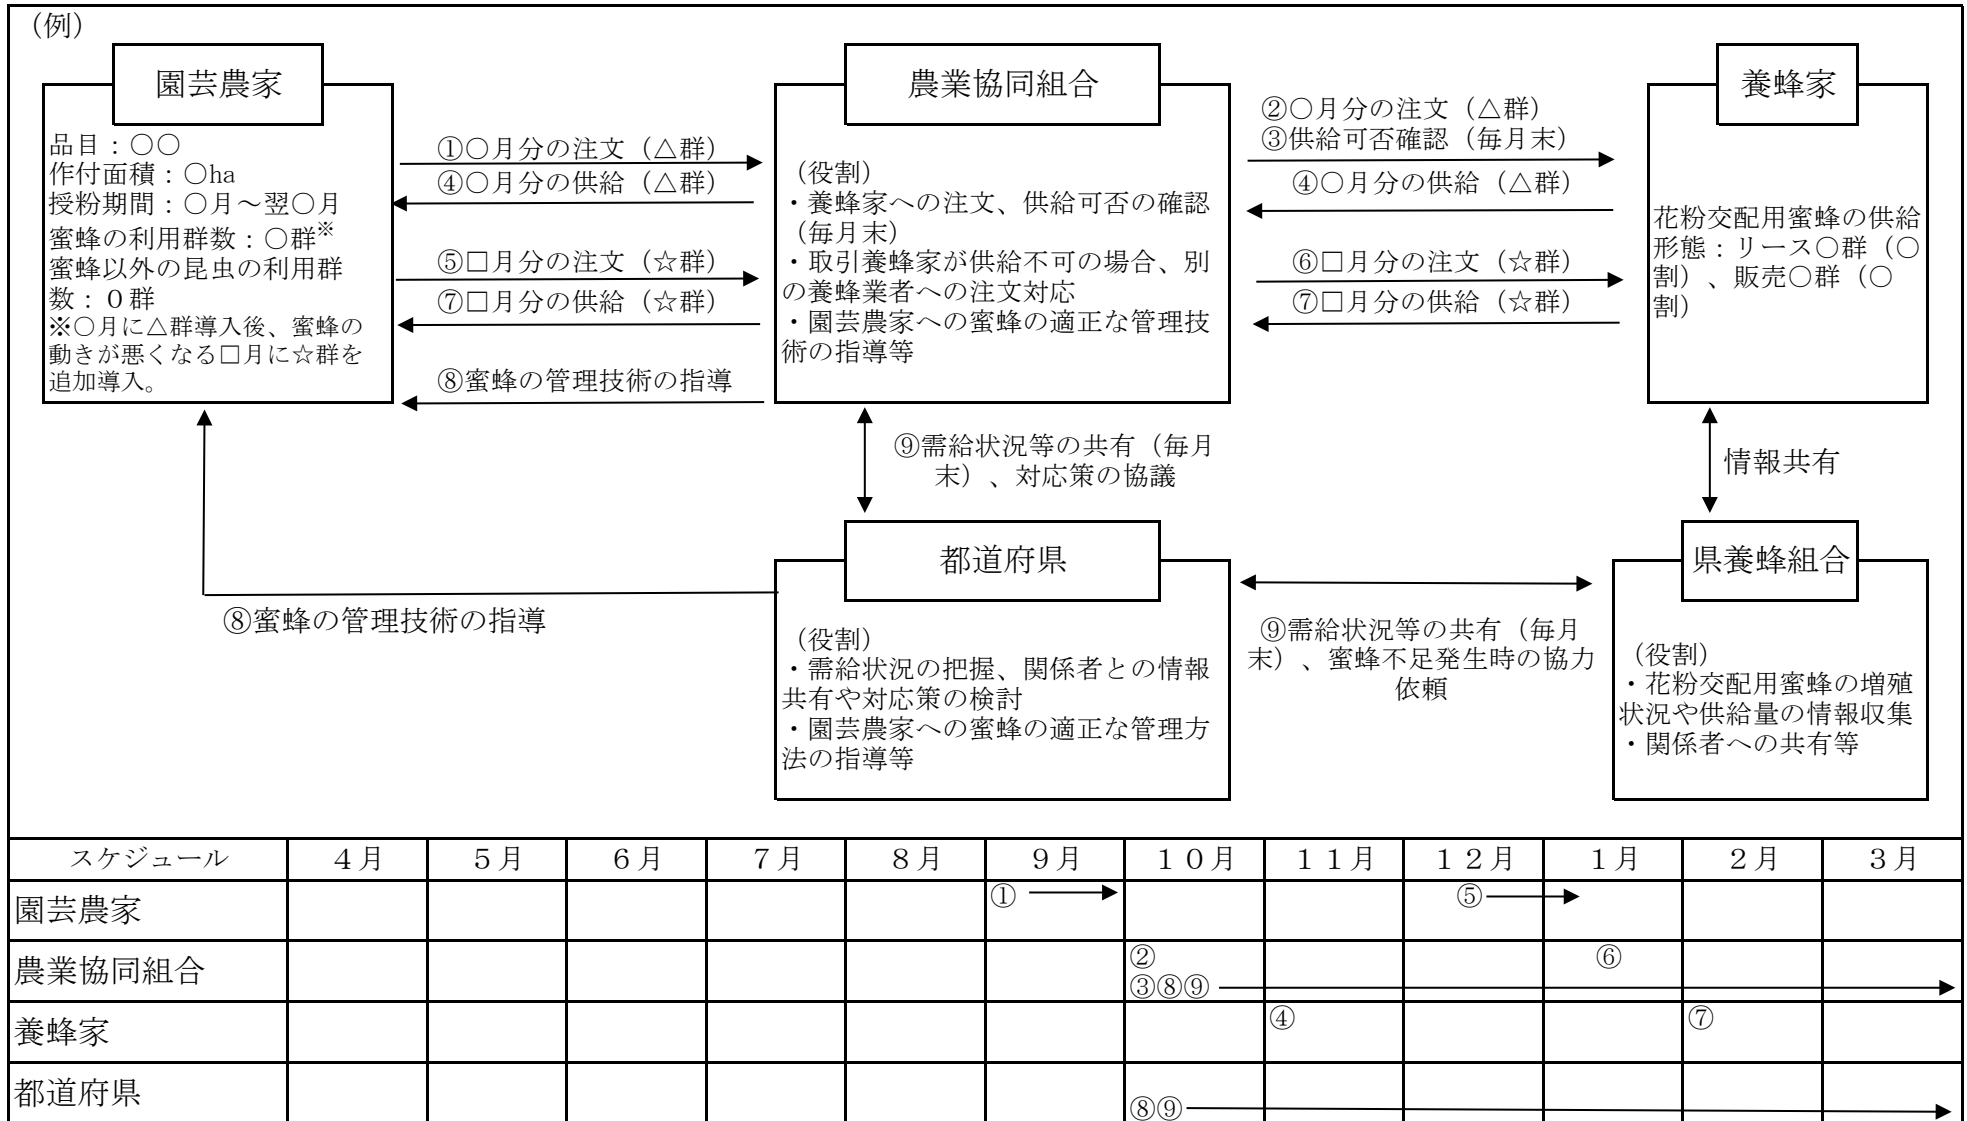 （例）
園芸農家
品目：〇〇
作付面積：〇ha
授粉期間：〇月～翌〇月
蜜蜂の利用群数：〇群※
蜜蜂以外の昆虫の利用群
数：０群
※〇月に△群導入後、蜜蜂の
動きが悪くなる□月に☆群を
追加導入。
①〇月分の注文（△群）
④〇月分の供給（△群）
⑤□月分の注文（☆群）
⑦□月分の供給（☆群）
⑧蜜蜂の管理技術の指導
農業協同組合
（役割）
・養蜂家への注文、供給可否の確認
（毎月末）
・取引養蜂家が供給不可の場合、別
の養蜂業者への注文対応
・園芸農家への蜜蜂の適正な管理技
術の指導等
②〇月分の注文（△群）
③供給可否確認（毎月末）
④〇月分の供給（△群）
⑥□月分の注文（☆群）
⑦□月分の供給（☆群）
養蜂家
花粉交配用蜜蜂の供給
形態：リース〇群（〇
割）、販売〇群（〇
割）
⑨需給状況等の共有（毎月
末）、対応策の協議
情報共有
⑧蜜蜂の管理技術の指導
都道府県
（役割）
・需給状況の把握、関係者との情報
共有や対応策の検討
・園芸農家への蜜蜂の適正な管理方
法の指導等
⑨需給状況等の共有（毎月
末）、蜜蜂不足発生時の協力
依頼
県養蜂組合
（役割）
・花粉交配用蜜蜂の増殖
状況や供給量の情報収集
・関係者への共有等
スケジュール ４月 ５月 ６月 ７月 ８月 ９月 １０月 １１月 １２月 １月 ２月 ３月
園芸農家 ① ⑤
農業協同組合 ② ⑥
③⑧⑨
養蜂家 ④ ⑦
都道府県 ⑧⑨